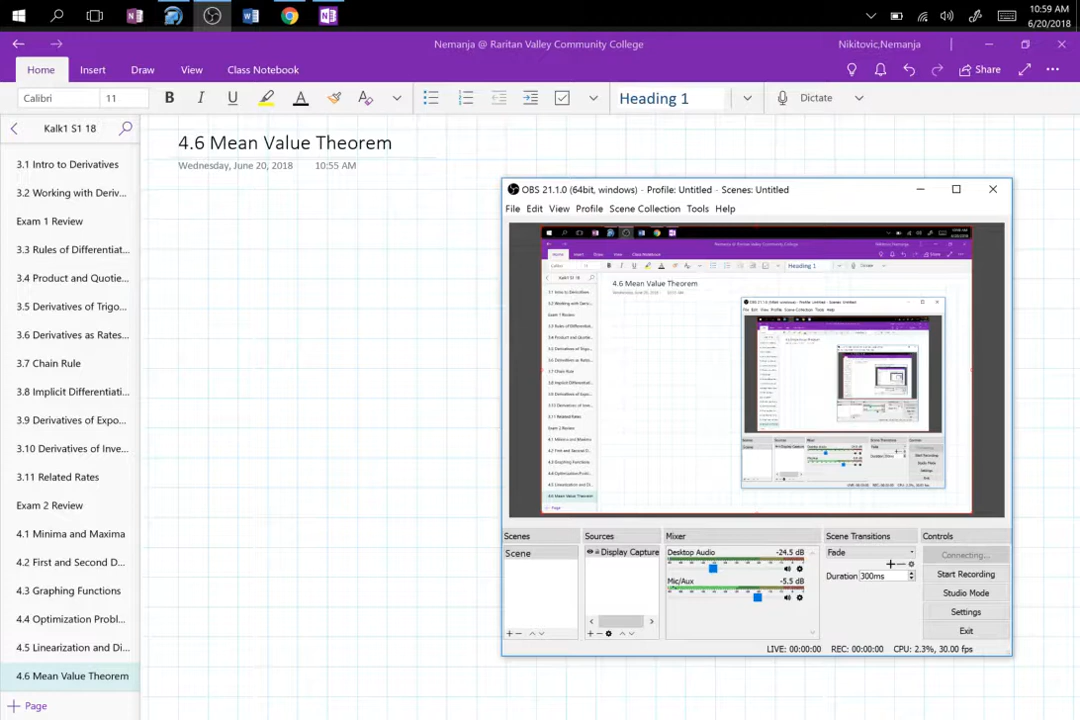 10:59 AM
6/20/2018
Nemanja @ Raritan Valley Community College
Nikitovic,Nemanja
Home
Insert
Draw
View
Class Notebook
Share
Calibri
11
B
I
U
A
Heading 1
Dictate
Kalk1 S1 18
3.1 Intro to Derivatives
3.2 Working with Deriv...
Exam 1 Review
3.3 Rules of Differentiat...
3.4 Product and Quotie...
3.5 Derivatives of Trigo...
3.6 Derivatives as Rates...
3.7 Chain Rule
3.8 Implicit Differentiati...
3.9 Derivatives of Expo...
3.10 Derivatives of Inve...
3.11 Related Rates
Exam 2 Review
4.1 Minima and Maxima
4.2 First and Second D...
4.3 Graphing Functions
4.4 Optimization Probl...
4.5 Linearization and Di...
4.6 Mean Value Theorem
Page
4.6 Mean Value Theorem
Wednesday, June 20, 2018
10:55 AM
OBS 21.1.0 (64bit, windows) - Profile: Untitled - Scenes: Untitled
File Edit View Profile Scene Collection Tools Help
4.6 Mean Value Theorem
Heading 1
Scenes
Scene
Sources
Display Capture
Mixer
Desktop Audio
-24.5 dB
Mic/Aux
-5.5 dB
Scene Transitions
Fade
Duration 300ms
Controls
Connecting...
Start Recording
Studio Mode
Settings
Exit
LIVE: 00:00:00
REC: 00:00:00
CPU: 2.3%, 30.00 fps